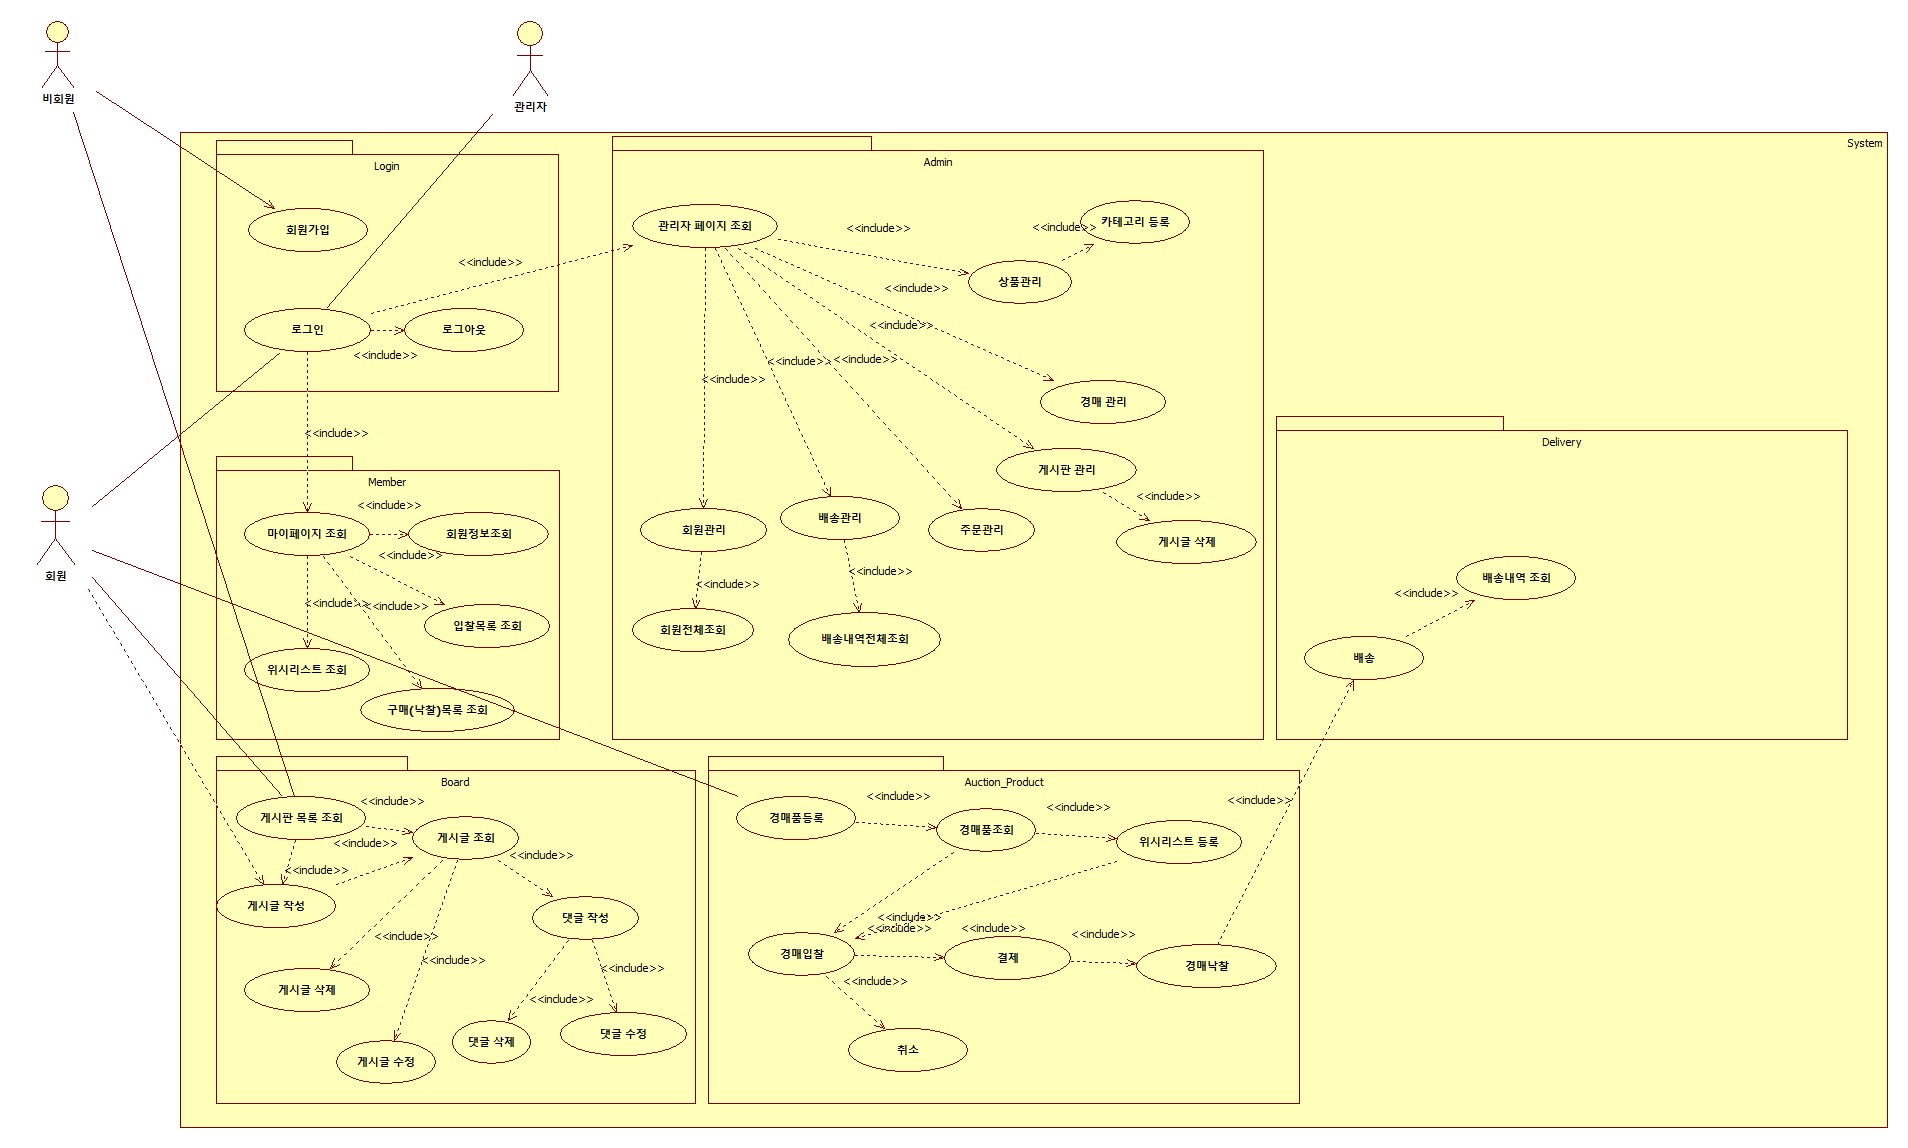 비회원
관리자
회원
System
Login
회원가입
로그인
로그아웃
<<include>>
<<include>>
<<include>>
Admin
관리자 페이지 조회
<<include>>
<<include>>
카테고리 등록
상품관리
<<include>>
<<include>>
<<include>>
<<include>>
<<include>>
경매 관리
게시판 관리
<<include>>
게시글 삭제
회원관리
배송관리
주문관리
<<include>>
<<include>>
회원전체조회
배송내역전체조회
Member
<<include>>
마이페이지 조회
회원정보조회
<<include>>
<<include>>
<<include>>
입찰목록 조회
위시리스트 조회
구매(낙찰)목록 조회
Delivery
배송내역 조회
<<include>>
배송
Board
<<include>>
게시판 목록 조회
게시글 조회
<<include>>
<<include>>
<<include>>
게시글 작성
댓글 작성
<<include>>
<<include>>
<<include>>
게시글 삭제
<<include>>
게시글 수정
댓글 삭제
댓글 수정
Auction_Product
<<include>>
<<include>>
<<include>>
경매품등록
경매품조회
위시리스트 등록
<<include>>
<<include>>
<<include>>
<<include>>
경매입찰
결제
경매낙찰
<<include>>
취소